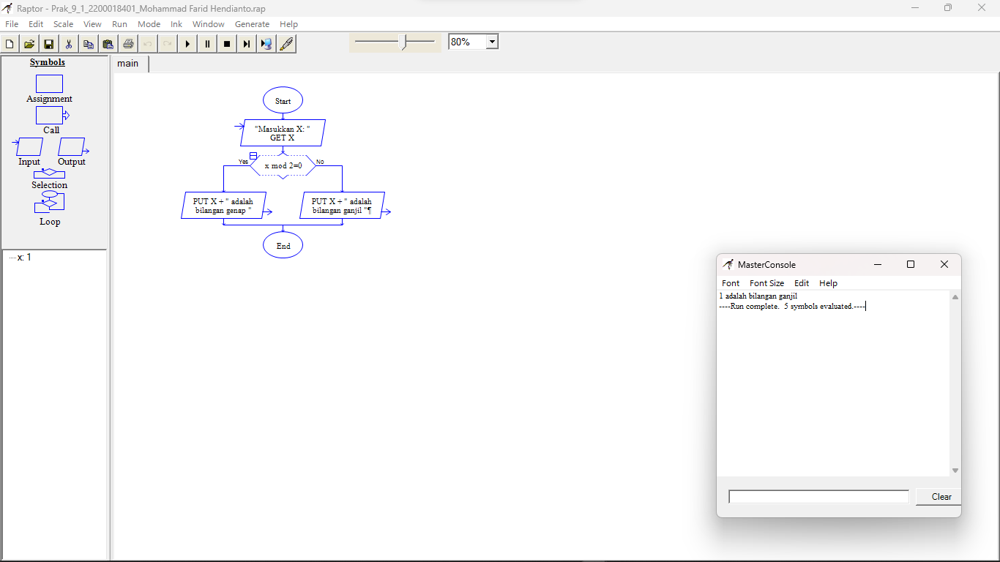 Raptor - Prak_9_1_2200018401_Mohammad Farid Hendianto.rap
File Edit Scale View Run Mode Ink Window Generate Help
80%
Symbols
Assignment
Call
Input Output
Selection
Loop
x: 1
main
Start
"Masukkan X: "
GET X
Yes
x mod 2=0
No
PUT X + " adalah
bilangan genap "
PUT X + " adalah
bilangan ganjil "¶
End
MasterConsole
Font Font Size Edit Help
1 adalah bilangan ganjil
----Run complete.  5 symbols evaluated.----
Clear